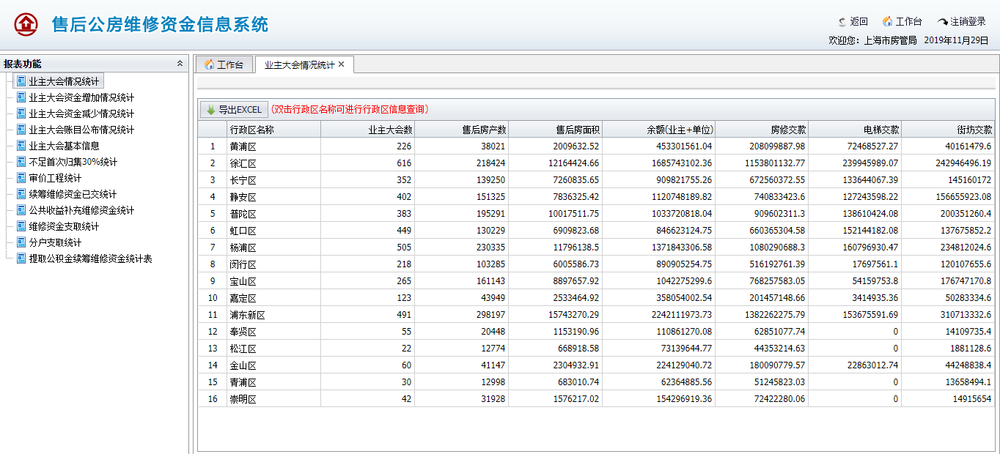 售后公房维修资金信息系统
返回 工作台 注销登录
欢迎您：上海市房管局 2019年11月29日
报表功能
业主大会情况统计
业主大会资金增加情况统计
业主大会资金减少情况统计
业主大会账目公布情况统计
业主大会基本信息
不足首次归集30%统计
审价工程统计
续筹维修资金已交统计
公共收益补充维修资金统计
维修资金支取统计
分户支取统计
提取公积金续筹维修资金统计表
工作台 业主大会情况统计
导出EXCEL (双击行政区名称可进行行政区信息查询)
行政区名称 业主大会数 售后房产数 售后房面积 余额(业主+单位) 房修交款 电梯交款 街坊交款
1 黄浦区 226 38021 2009632.52 453301561.04 208099887.98 72468527.27 40161479.6
2 徐汇区 616 218424 12164424.66 1685743102.36 1153801132.77 239945989.07 242946496.19
3 长宁区 352 139250 7260835.65 909821755.26 672560372.55 133644067.39 145160172
4 静安区 402 151325 7836325.42 1120748189.82 740833423.6 127243598.22 156655923.08
5 普陀区 383 195291 10017511.75 1033720818.04 909602311.3 138610424.08 200351260.4
6 虹口区 449 130229 6909823.68 846623124.75 660365304.58 152144182.08 137675852.2
7 杨浦区 505 230335 11796138.5 1371843306.58 1080290688.3 160796930.47 234812024.6
8 闵行区 218 103285 6005586.73 890905254.75 516192761.39 17697561.1 120107655.6
9 宝山区 265 161143 8897657.92 1042275299.6 768257583.05 54159753.8 176747170.8
10 嘉定区 123 43949 2533464.92 358054002.54 201457148.66 3414935.36 50283334.6
11 浦东新区 491 298197 15743270.29 2242111973.73 1382262275.79 153675591.69 310713332.6
12 奉贤区 55 20448 1153190.96 110861270.08 62851077.74 0 14109735.4
13 松江区 22 12774 668918.58 73139644.77 44353214.63 0 1881128.6
14 金山区 60 41147 2304932.91 224129040.72 180090779.57 22863012.74 44248838.4
15 青浦区 30 12998 683010.74 62364885.56 51245823.03 0 13658494.1
16 崇明区 42 31928 1576217.02 154296919.36 72422280.06 0 14915654